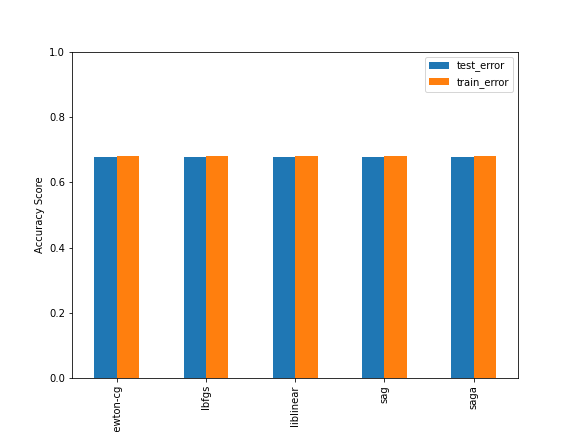 test_error
train_error
Accuracy Score
1.0
0.8
0.6
0.4
0.2
0.0
ewton-cg
lbfgs
liblinear
sag
saga